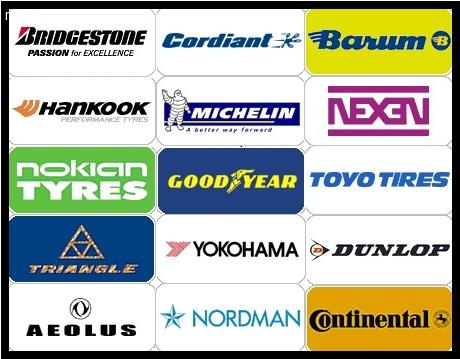 BRIDGESTONE
PASSION for EXCELLENCE
Cordiant
Barum
B
HANKOOK
PERFORMANCE TYRES
MICHELIN
A better way forward
NEXEN
nokian
TYRES
GOODYEAR
TOYO TIRES
TRIANGLE
YOKOHAMA
D
DUNLOP
AEOLUS
NORDMAN
Continental